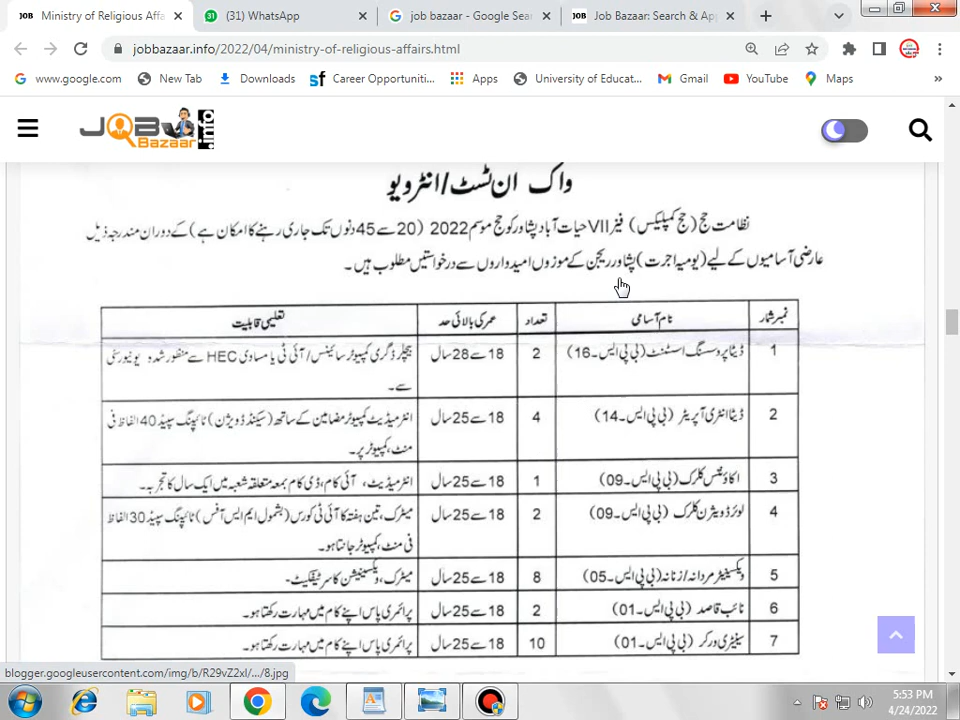 Ministry of Religious Affa
(31) WhatsApp
job bazaar - Google Sea
Job Bazaar: Search & App
jobbazaar.info/2022/04/ministry-of-religious-affairs.html
www.google.com
New Tab
Downloads
Career Opportuniti...
Apps
University of Educat...
Gmail
YouTube
Maps
»
JOB Bazaar info
واک ان ٹسٹ/انٹرویو
نظامت حج (حج کمپلیکس) فیز VII حیات آباد پشاور کو حج موسم 2022 (20 سے 45 دنوں تک جاری رہنے کا امکان ہے) کے دوران مندرجہ ذیل
عارضی آسامیوں کے لیے (یومیہ اجرت) پشاور ریجن کے موزوں امیدواروں سے درخواستیں مطلوب ہیں۔
نمبر شمار نام آسامی تعداد عمر کی بالائی حد تعلیمی قابلیت
1 ڈیٹا پروسسنگ اسسٹنٹ (بی پی ایس۔16) 2 18 سے 28 سال بیچلر ڈگری کمپیوٹر سائینس/آئی ٹی یا مساوی HEC سے منظور شدہ یونیورسٹی
سے۔
2 ڈیٹا انٹری آپریٹر (بی پی ایس۔14) 4 18 سے 25 سال انٹرمیڈیٹ کمپیوٹر مضامین کے ساتھ (سیکنڈ ڈویژن) ٹائپنگ سپیڈ 40 الفاظ فی
منٹ، کمپیوٹر پر۔
3 اکاونٹس کلرک (بی پی ایس۔09) 1 18 سے 25 سال انٹرمیڈیٹ، آئی کام، ڈی کام بمعہ متعلقہ شعبہ میں ایک سال کا تجربہ۔
4 لوئر ڈویژن کلرک (بی پی ایس۔09) 2 18 سے 25 سال میٹرک، تین ہفتہ کا آئی ٹی کورس (بشمول ایم ایس آفس) ٹائپنگ سپیڈ 30 الفاظ
فی منٹ، کمپیوٹر جانتا ہو۔
5 ویکسینیٹر مردانہ/زنانہ (بی پی ایس۔05) 8 18 سے 25 سال میٹرک، ویکسینیشن کا سرٹیفکیٹ۔
6 نائب قاصد (بی پی ایس۔01) 2 18 سے 25 سال پرائمری پاس اپنے کام میں مہارت رکھتا ہو۔
7 سینٹری ورکر (بی پی ایس۔01) 10 18 سے 25 سال پرائمری پاس اپنے کام میں مہارت رکھتا ہو۔
blogger.googleusercontent.com/img/b/R29vZ2xl/.../8.jpg
5:53 PM
4/24/2022